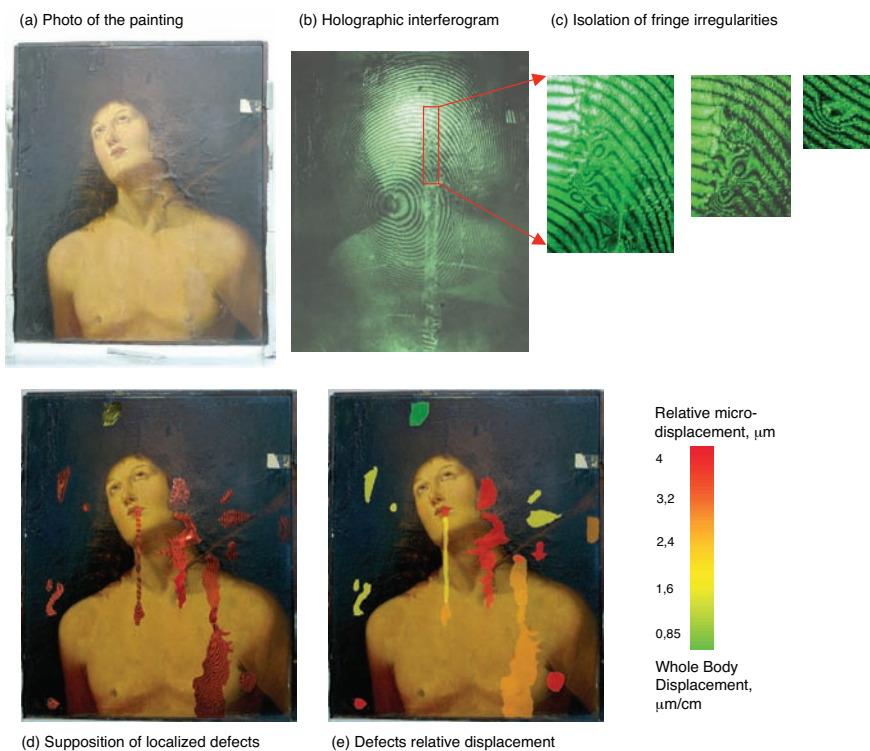 (a) Photo of the painting
(b) Holographic interferogram
(c) Isolation of fringe irregularities
Relative micro-
displacement, μm
4
3,2
2,4
1,6
0,85
Whole Body
Displacement,
μm/cm
(d) Supposition of localized defects
(e) Defects relative displacement